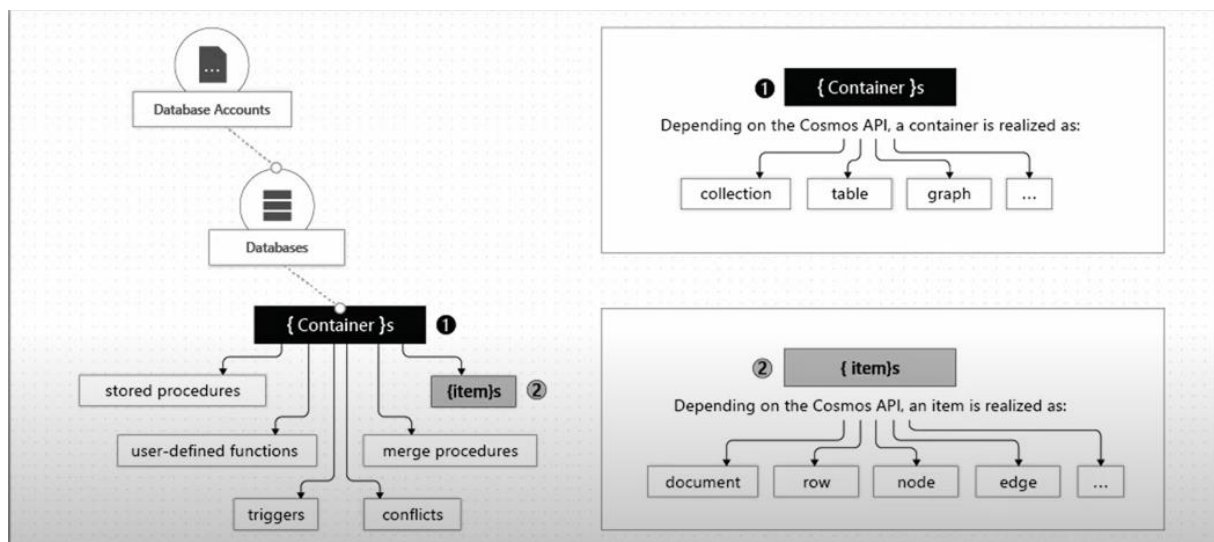 ...
Database Accounts
Databases
{ Container }s 1
stored procedures
{item}s 2
user-defined functions
merge procedures
triggers
conflicts
1 { Container }s
Depending on the Cosmos API, a container is realized as:
collection
table
graph
...
2 { item}s
Depending on the Cosmos API, an item is realized as:
document
row
node
edge
...